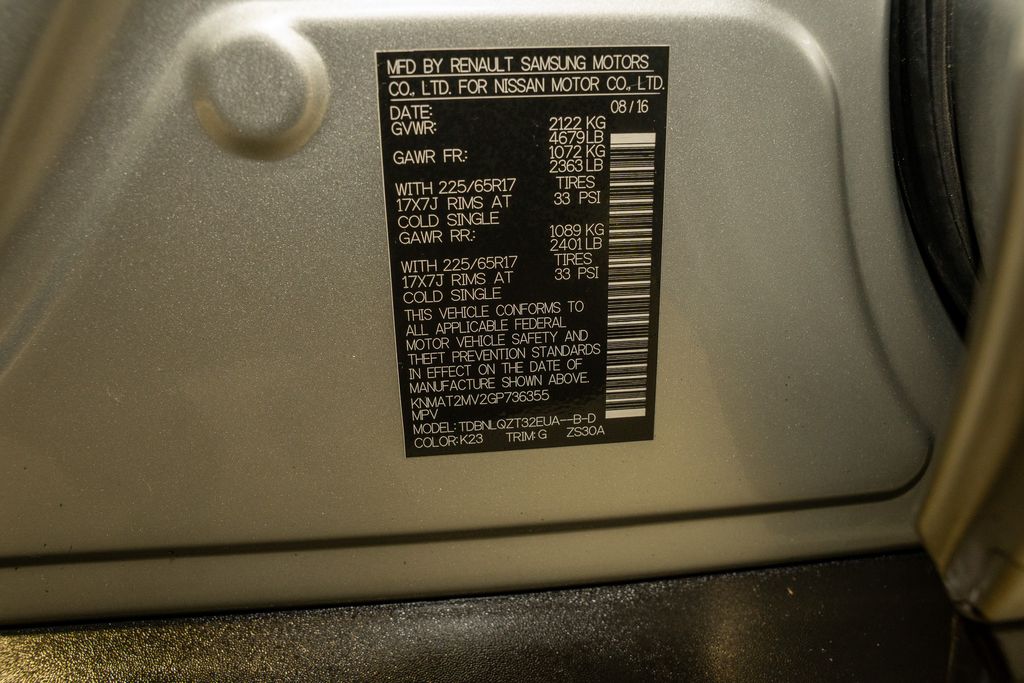 MFD BY RENAULT SAMSUNG MOTORS
CO., LTD. FOR NISSAN MOTOR CO., LTD.
DATE: 08/16
GVWR: 2122 KG
4679 LB
GAWR FR.: 1072 KG
2363 LB
WITH 225/65R17 TIRES
17X7J RIMS AT 33 PSI
COLD SINGLE
GAWR RR.: 1089 KG
2401 LB
WITH 225/65R17 TIRES
17X7J RIMS AT 33 PSI
COLD SINGLE
THIS VEHICLE CONFORMS TO
ALL APPLICABLE FEDERAL
MOTOR VEHICLE SAFETY AND
THEFT PREVENTION STANDARDS
IN EFFECT ON THE DATE OF
MANUFACTURE SHOWN ABOVE.
KNMAT2MV2GP736355
MPV
MODEL: TDBNLQZT32EUA--B-D
COLOR: K23 TRIM: G ZS30A